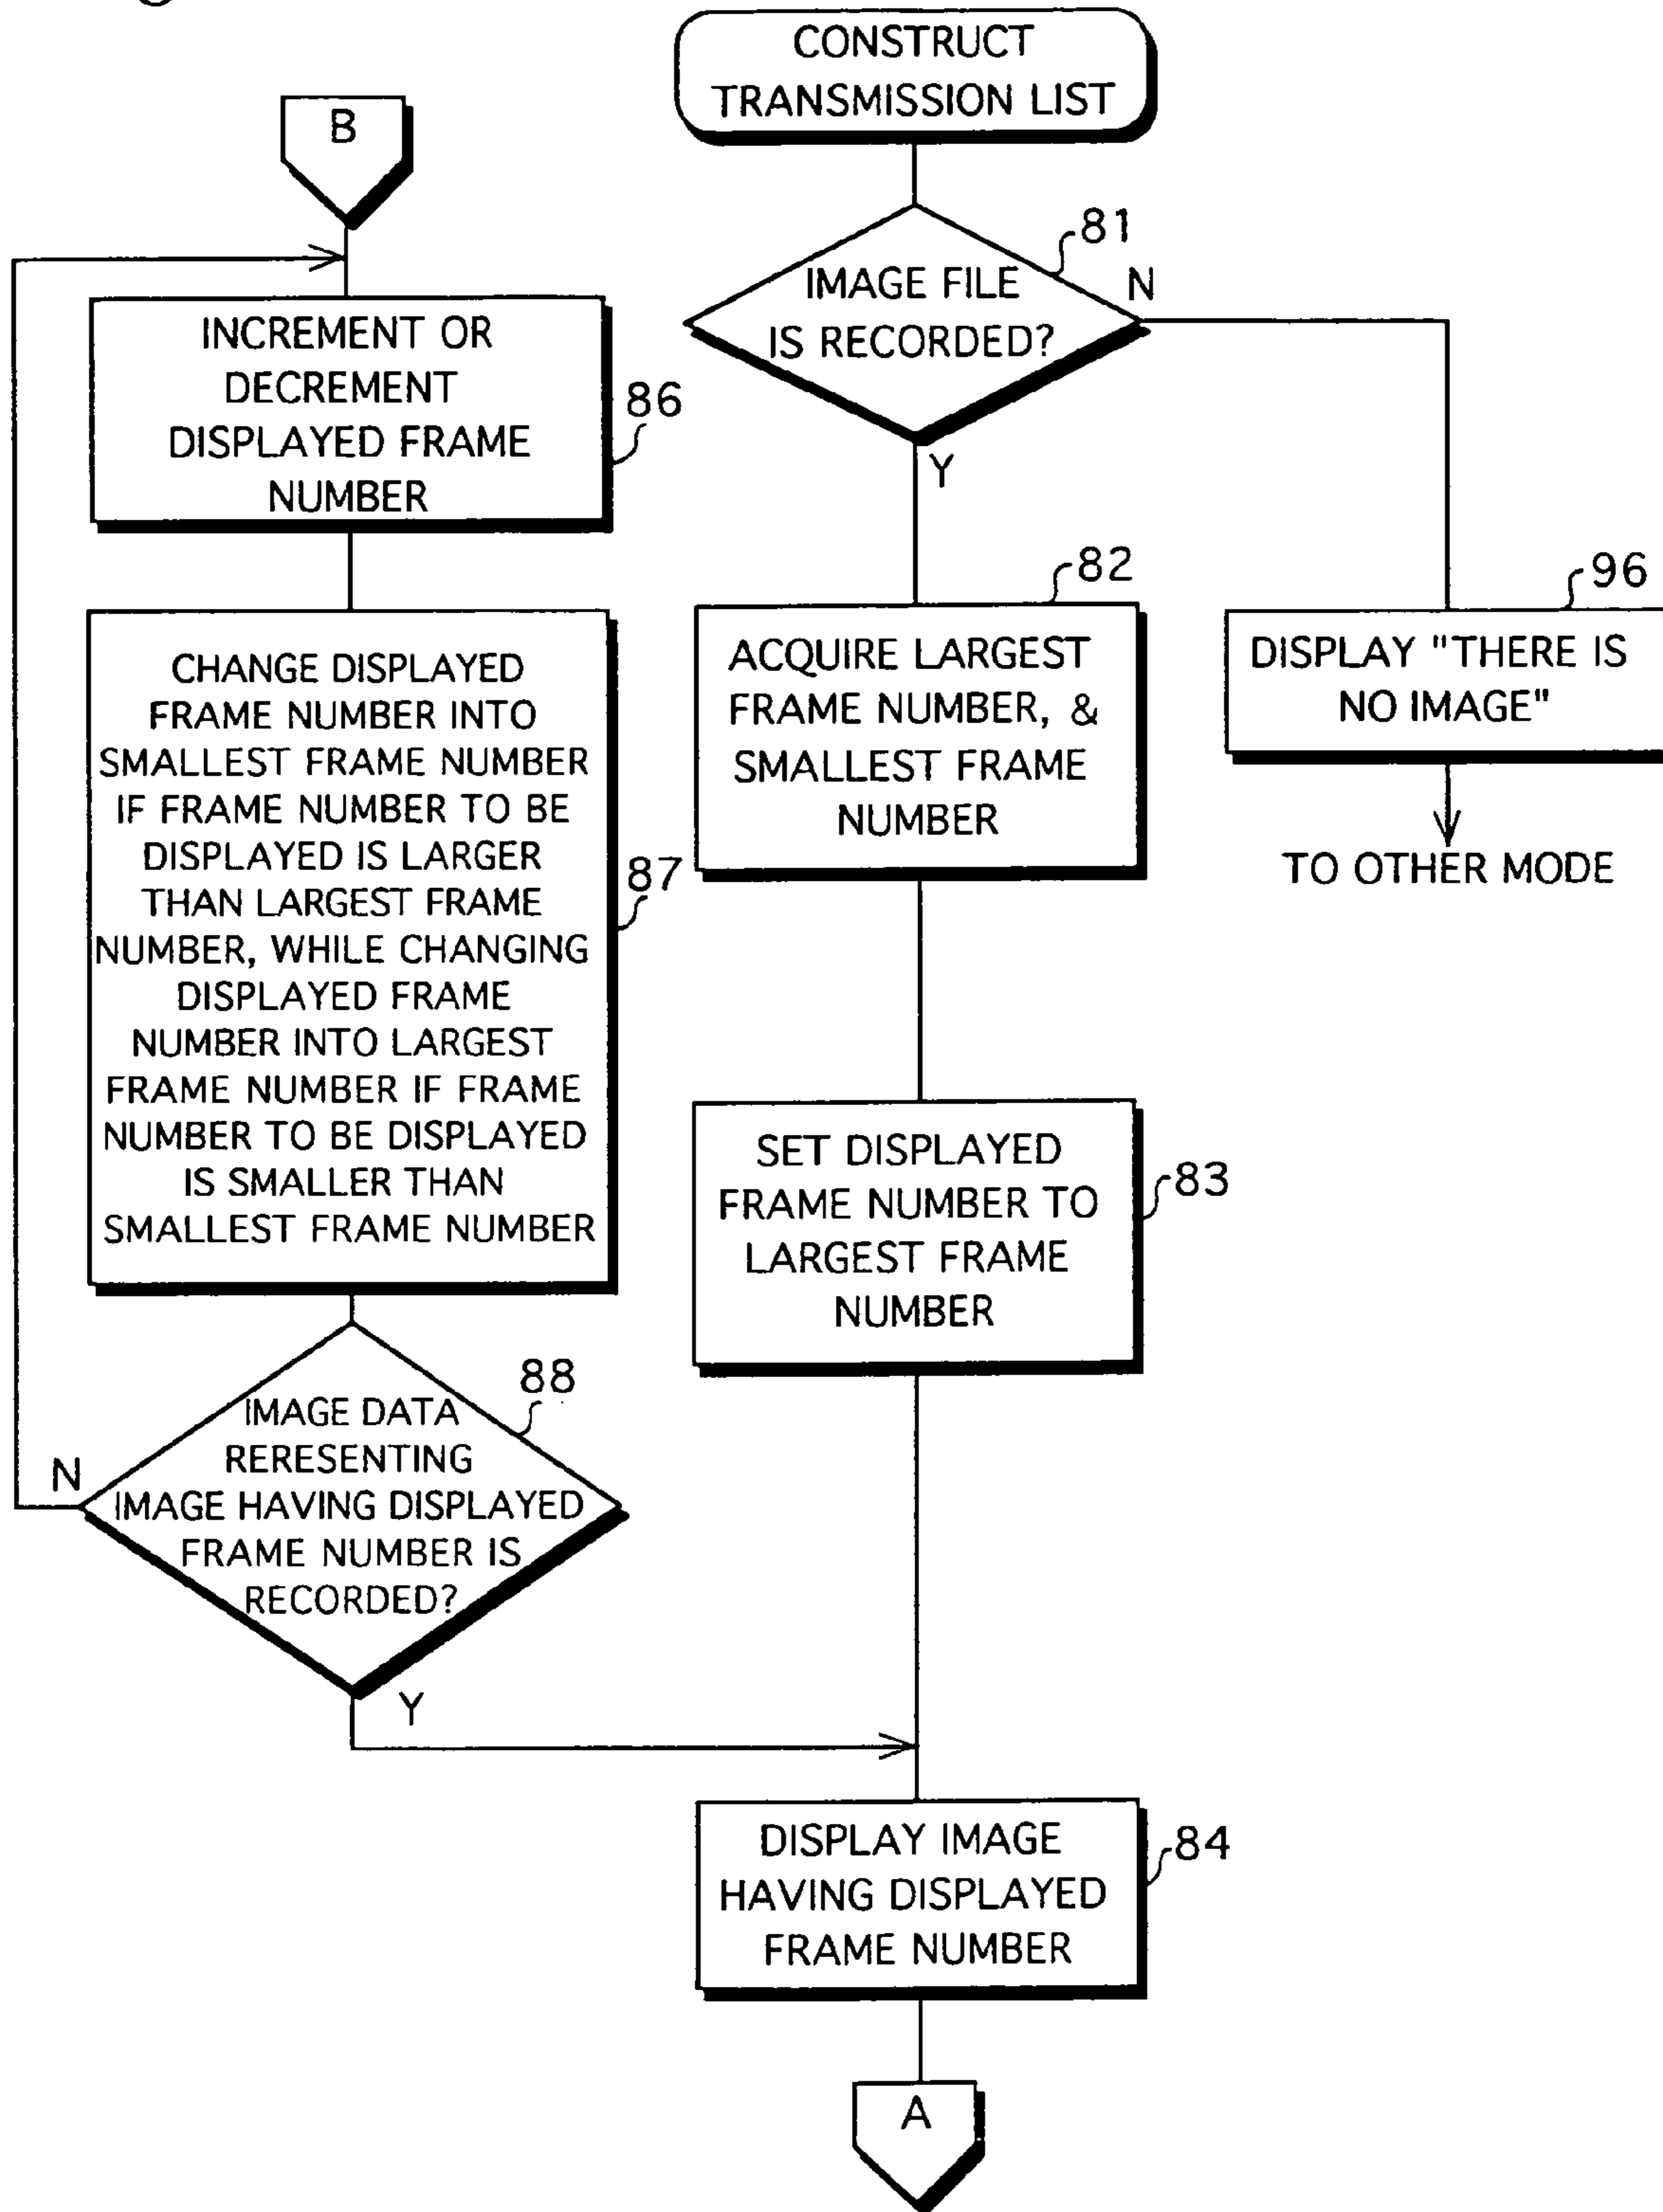 CONSTRUCT
TRANSMISSION LIST
B
81
IMAGE FILE
IS RECORDED?
N
Y
INCREMENT OR
DECREMENT
DISPLAYED FRAME
NUMBER
86
82
ACQUIRE LARGEST
FRAME NUMBER, &
SMALLEST FRAME
NUMBER
96
DISPLAY "THERE IS
NO IMAGE"
TO OTHER MODE
CHANGE DISPLAYED
FRAME NUMBER INTO
SMALLEST FRAME NUMBER
IF FRAME NUMBER TO BE
DISPLAYED IS LARGER
THAN LARGEST FRAME
NUMBER, WHILE CHANGING
DISPLAYED FRAME
NUMBER INTO LARGEST
FRAME NUMBER IF FRAME
NUMBER TO BE DISPLAYED
IS SMALLER THAN
SMALLEST FRAME NUMBER
87
SET DISPLAYED
FRAME NUMBER TO
LARGEST FRAME
NUMBER
83
88
IMAGE DATA
RERESENTING
IMAGE HAVING DISPLAYED
FRAME NUMBER IS
RECORDED?
N
Y
DISPLAY IMAGE
HAVING DISPLAYED
FRAME NUMBER
84
A